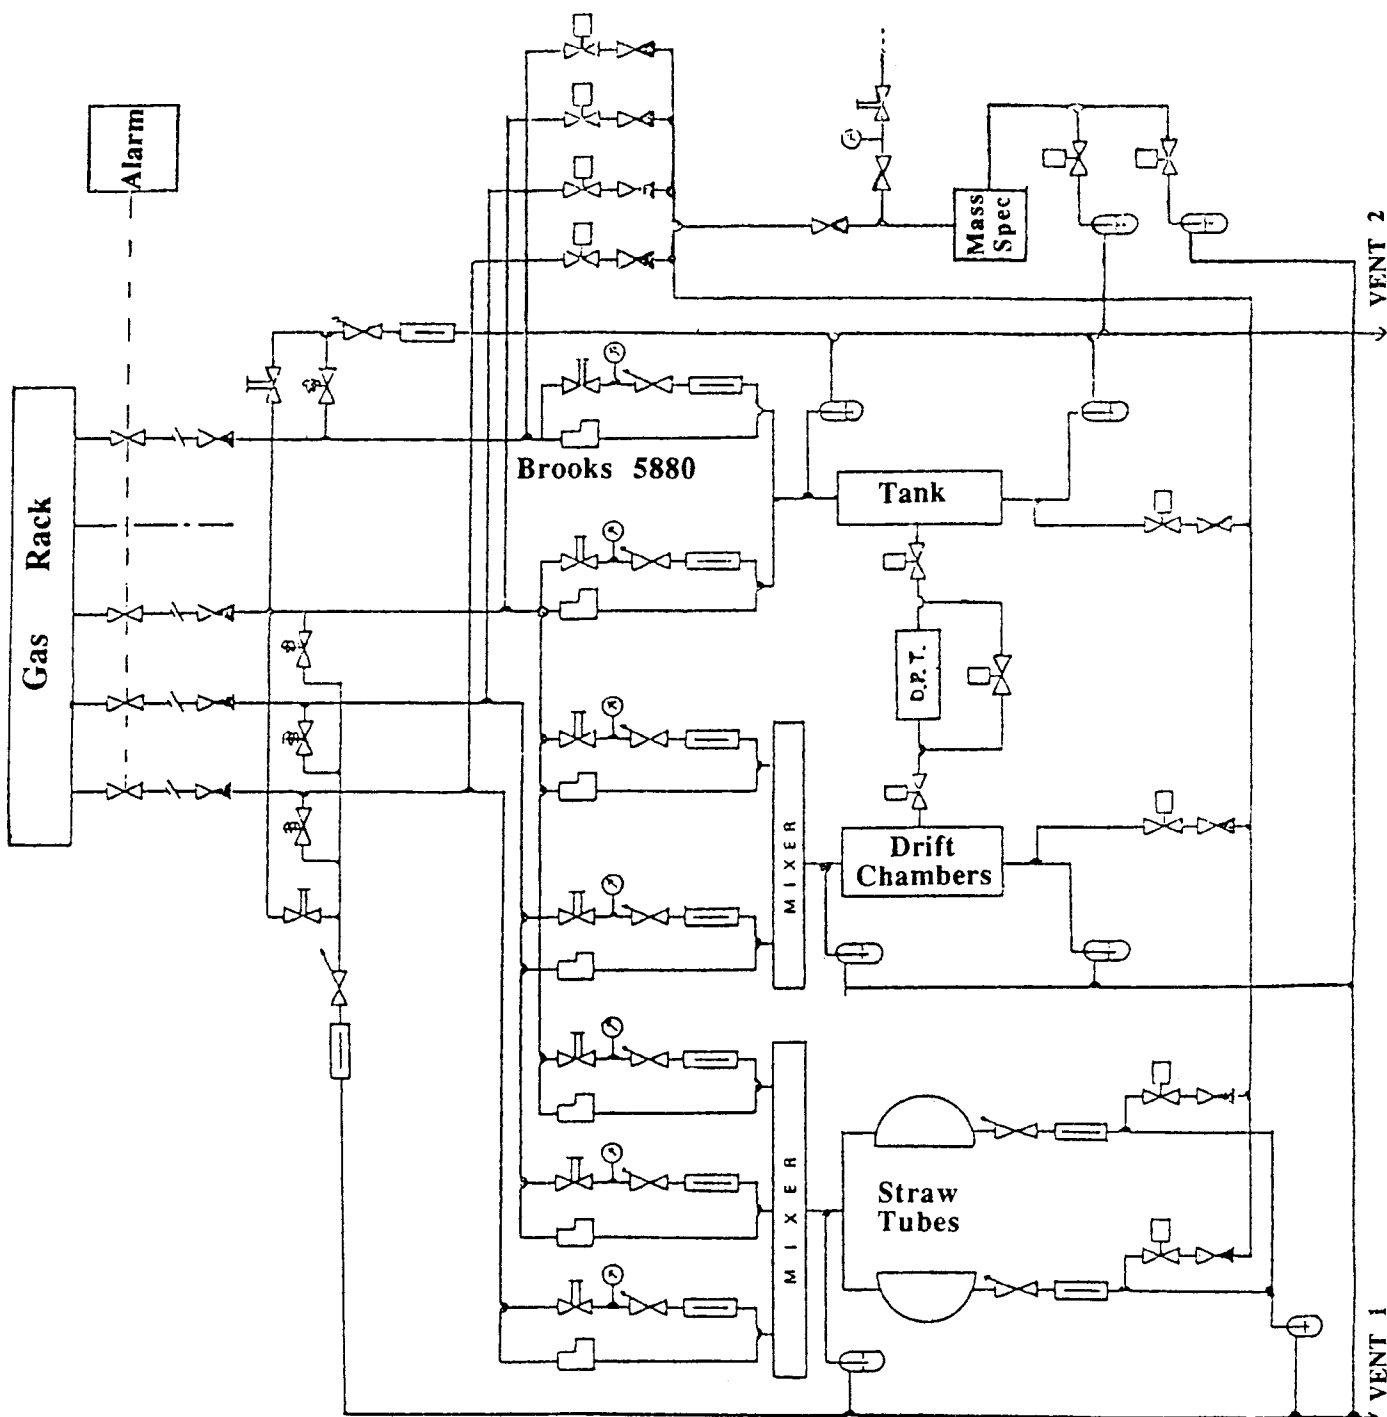 Alarm
Mass
Spec
VENT 2
Gas Rack
Brooks 5880
Tank
D.P.T.
MIXER
Drift
Chambers
MIXER
Straw
Tubes
VENT 1